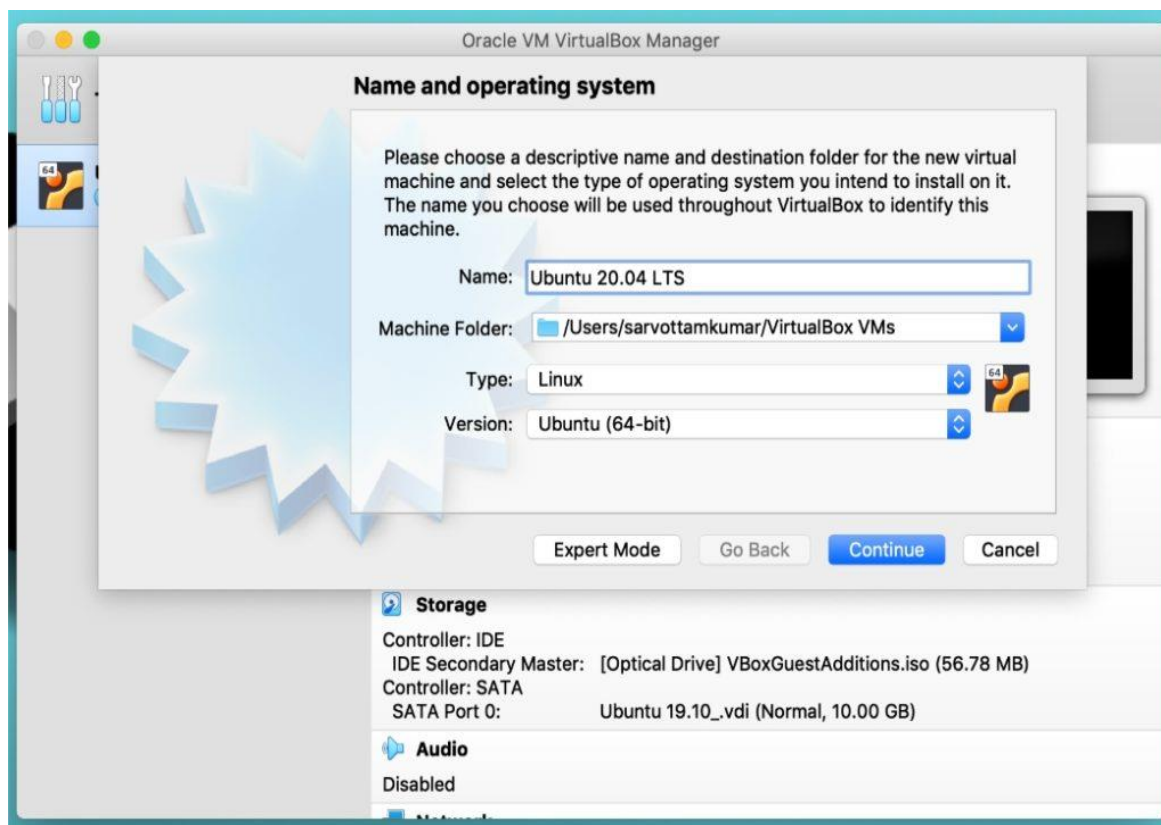 Oracle VM VirtualBox Manager
Name and operating system
Please choose a descriptive name and destination folder for the new virtual
machine and select the type of operating system you intend to install on it.
The name you choose will be used throughout VirtualBox to identify this
machine.
Name: Ubuntu 20.04 LTS
Machine Folder: /Users/sarvottamkumar/VirtualBox VMs
Type: Linux
64
Version: Ubuntu (64-bit)
64
Expert Mode Go Back Continue Cancel
Storage
Controller: IDE
IDE Secondary Master: [Optical Drive] VBoxGuestAdditions.iso (56.78 MB)
Controller: SATA
SATA Port 0: Ubuntu 19.10_.vdi (Normal, 10.00 GB)
Audio
Disabled